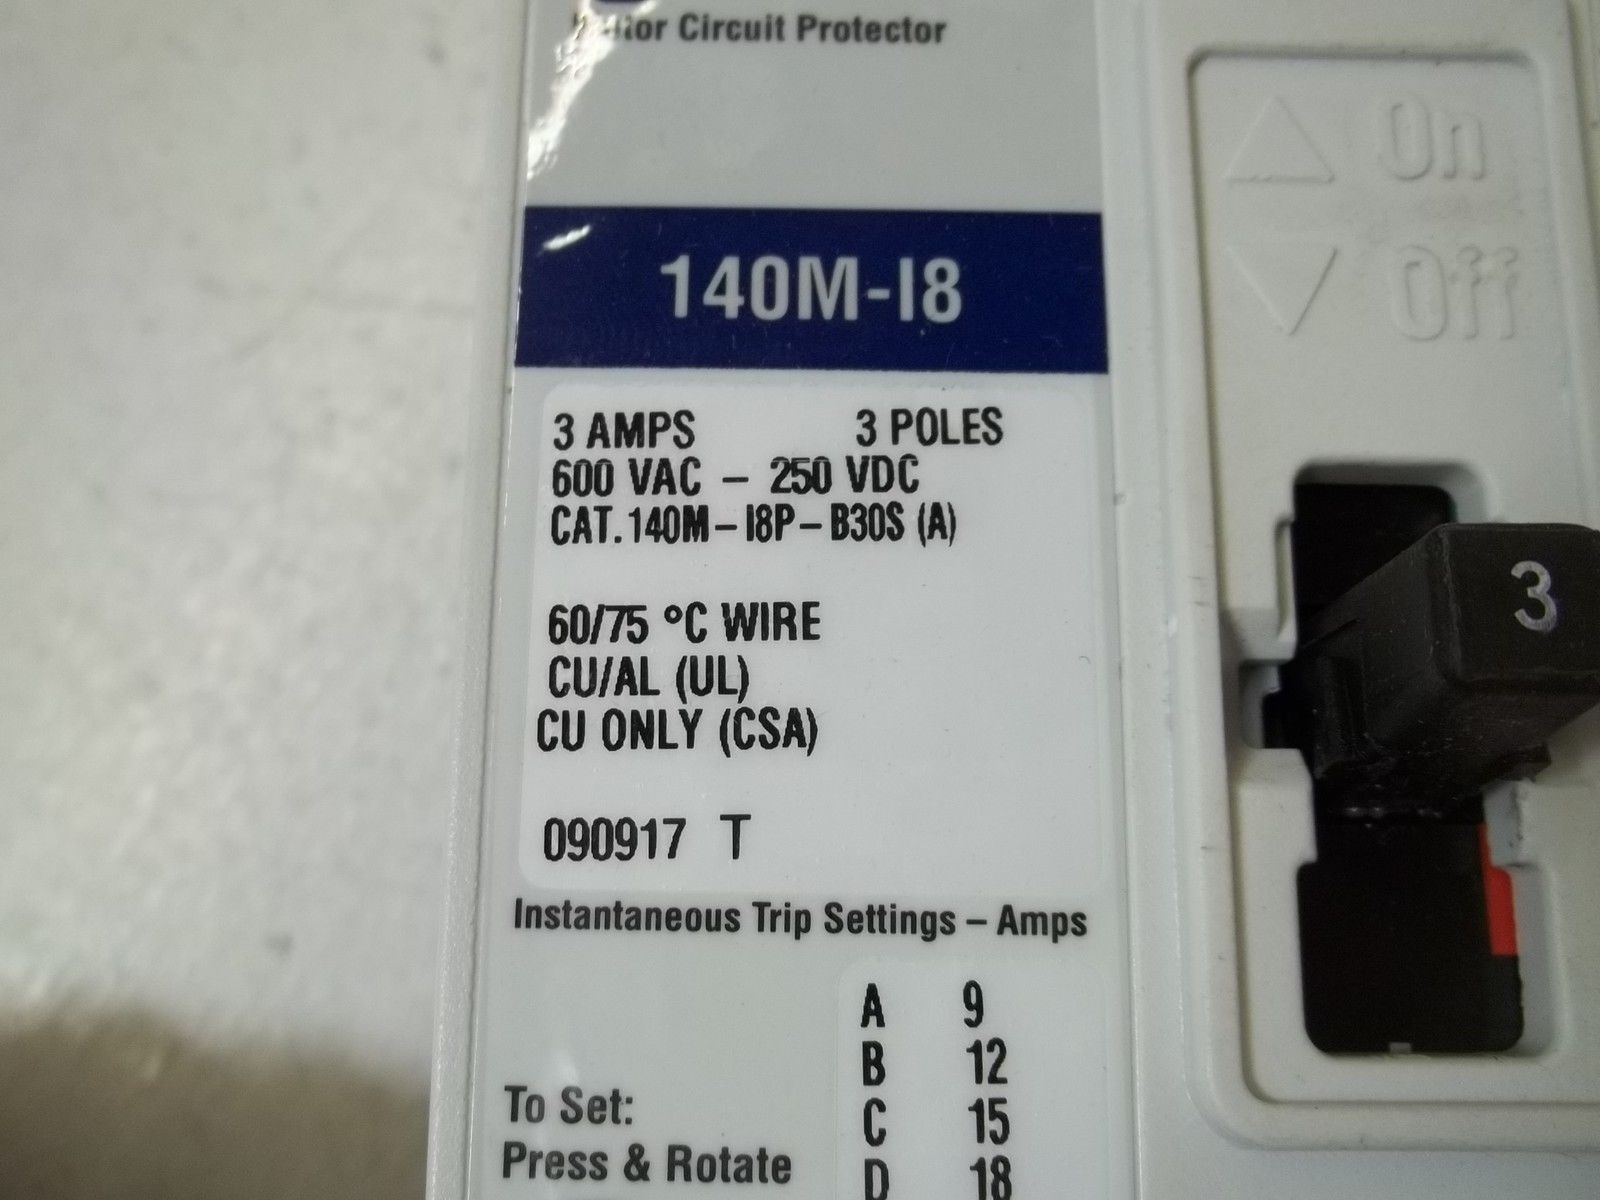 Circuit Protector
140M-I8
3 AMPS 3 POLES
600 VAC – 250 VDC
CAT. 140M – I8P – B30S (A)
60/75 °C WIRE
CU/AL (UL)
CU ONLY (CSA)
090917 T
Instantaneous Trip Settings – Amps
A 9
B 12
C 15
D 18
To Set:
Press & Rotate
On
Off
3